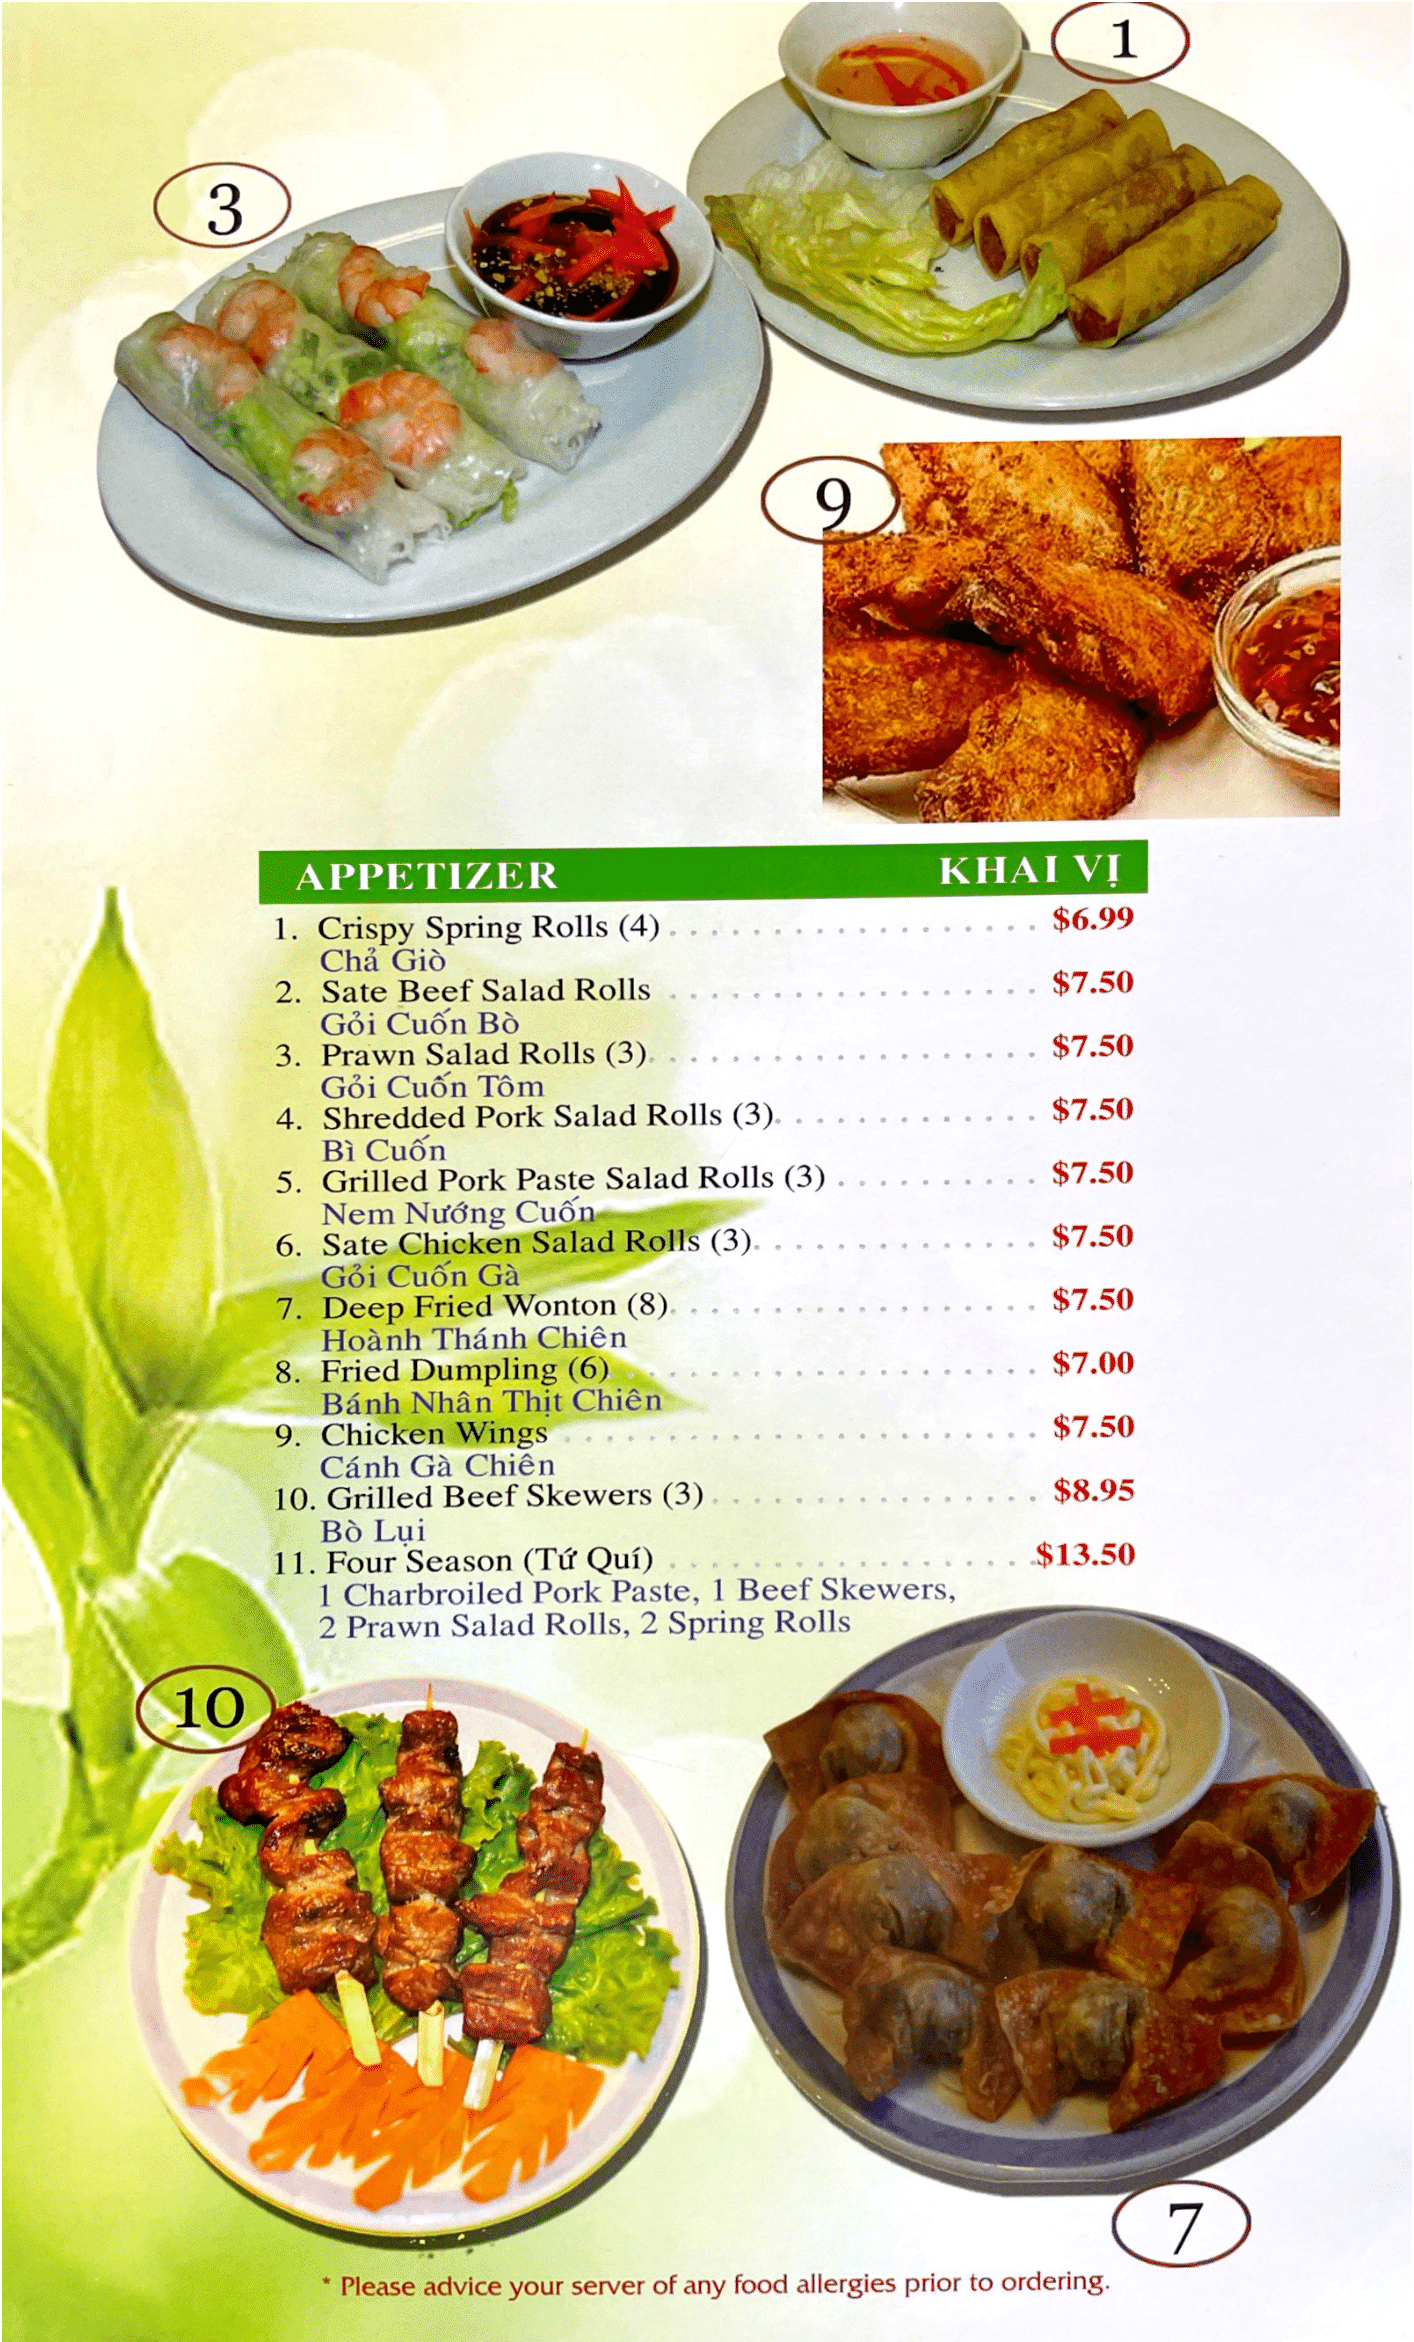 1
3
9
APPETIZER KHAI VỊ
1. Crispy Spring Rolls (4) $6.99
Chả Giò
2. Sate Beef Salad Rolls $7.50
Gỏi Cuốn Bò
3. Prawn Salad Rolls (3) $7.50
Gỏi Cuốn Tôm
4. Shredded Pork Salad Rolls (3) $7.50
Bì Cuốn
5. Grilled Pork Paste Salad Rolls (3) $7.50
Nem Nướng Cuốn
6. Sate Chicken Salad Rolls (3) $7.50
Gỏi Cuốn Gà
7. Deep Fried Wonton (8) $7.50
Hoành Thánh Chiên
8. Fried Dumpling (6) $7.00
Bánh Nhân Thịt Chiên
9. Chicken Wings $7.50
Cánh Gà Chiên
10. Grilled Beef Skewers (3) $8.95
Bò Lụi
11. Four Season (Tứ Quí) $13.50
1 Charbroiled Pork Paste, 1 Beef Skewers,
2 Prawn Salad Rolls, 2 Spring Rolls
10
7
* Please advice your server of any food allergies prior to ordering.